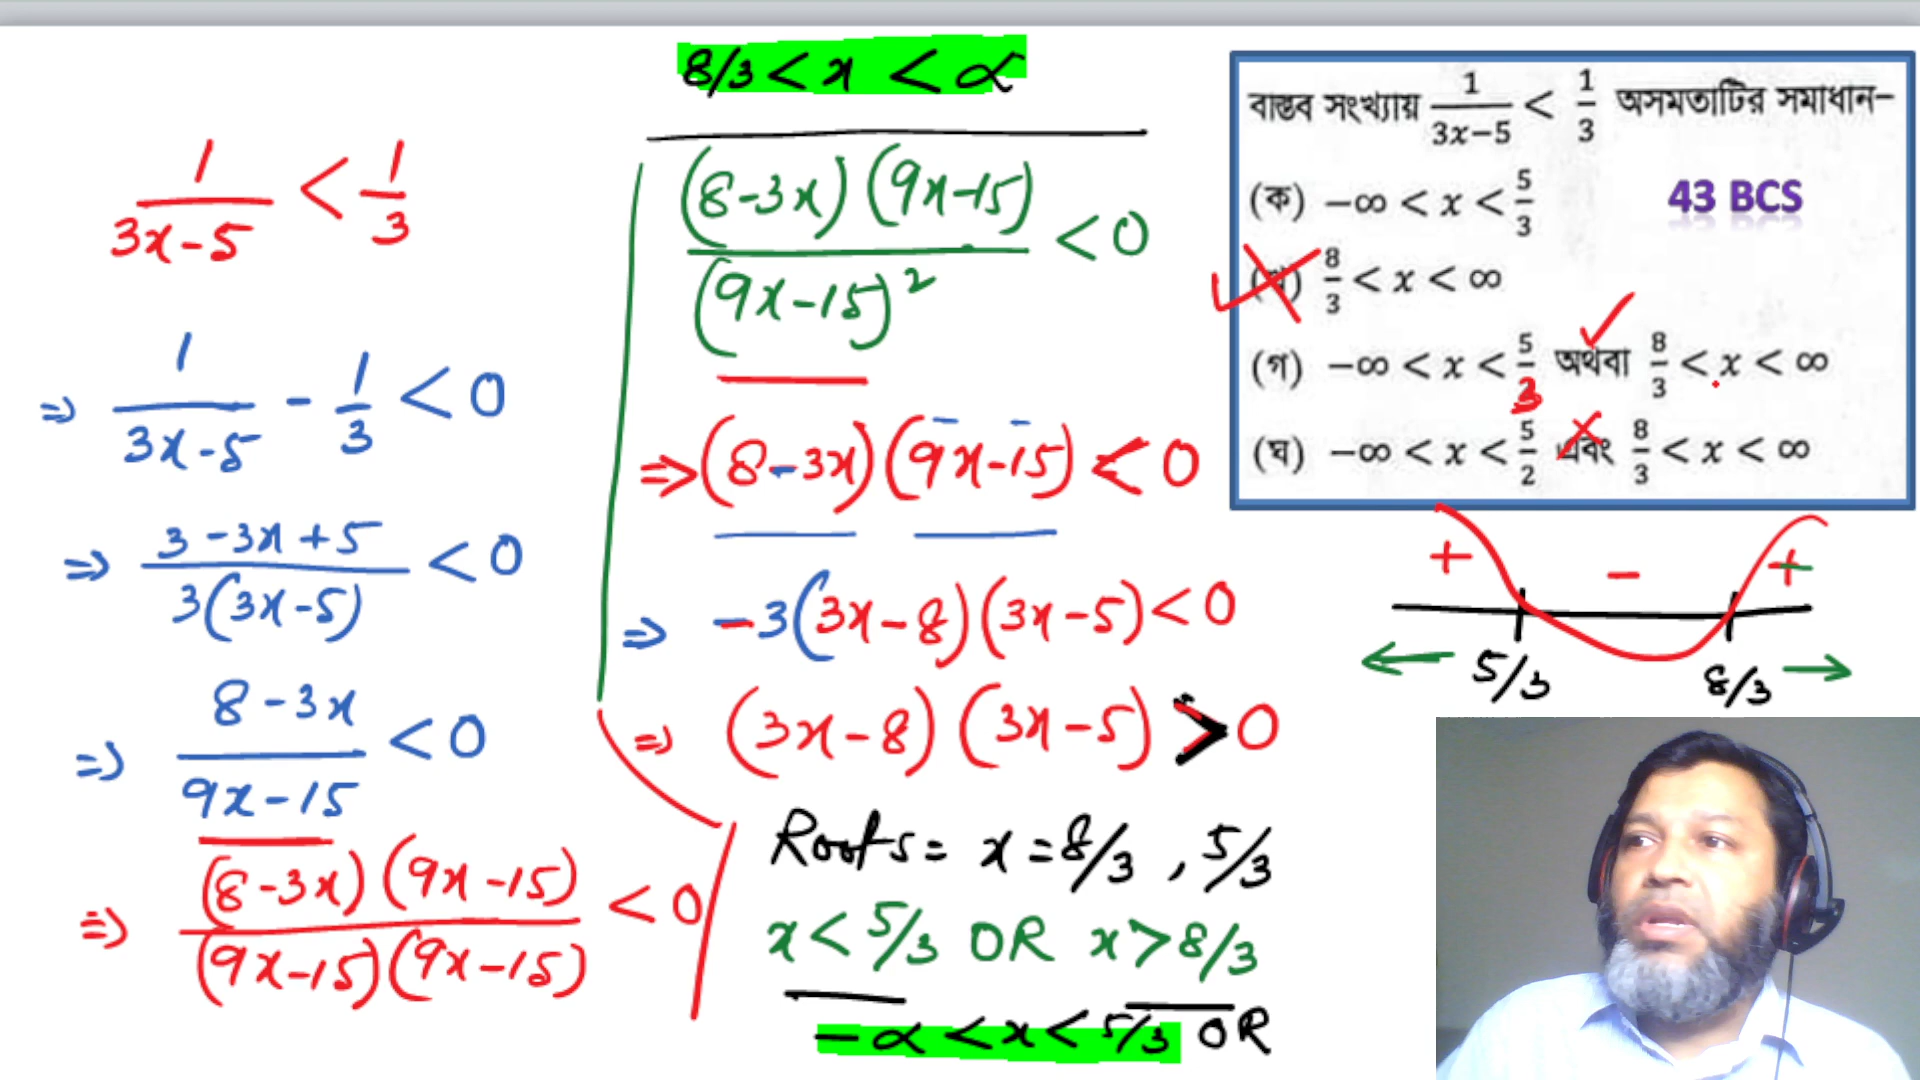 1/(3x-5) < 1/3
⇒ 1/(3x-5) - 1/3 < 0
⇒ (3-3x+5)/(3(3x-5)) < 0
⇒ (8-3x)/(9x-15) < 0
⇒ (8-3x)(9x-15)/((9x-15)(9x-15)) < 0
8/3 < x < α
(8-3x)(9x-15)/(9x-15)² < 0
⇒ (8-3x)(9x-15) < 0
⇒ -3(3x-8)(3x-5) < 0
⇒ (3x-8)(3x-5) > 0
Roots = x = 8/3, 5/3
x < 5/3 OR x > 8/3
-α < x < 5/3 OR
বাস্তব সংখ্যায় 1/(3x-5) < 1/3 অসমতাটির সমাধান-
(ক) -∞ < x < 5/3
43 BCS
(খ) 8/3 < x < ∞
(গ) -∞ < x < 5/3 অথবা 8/3 < x < ∞
(ঘ) -∞ < x < 5/2 এবং 8/3 < x < ∞
+ - +
5/3 8/3